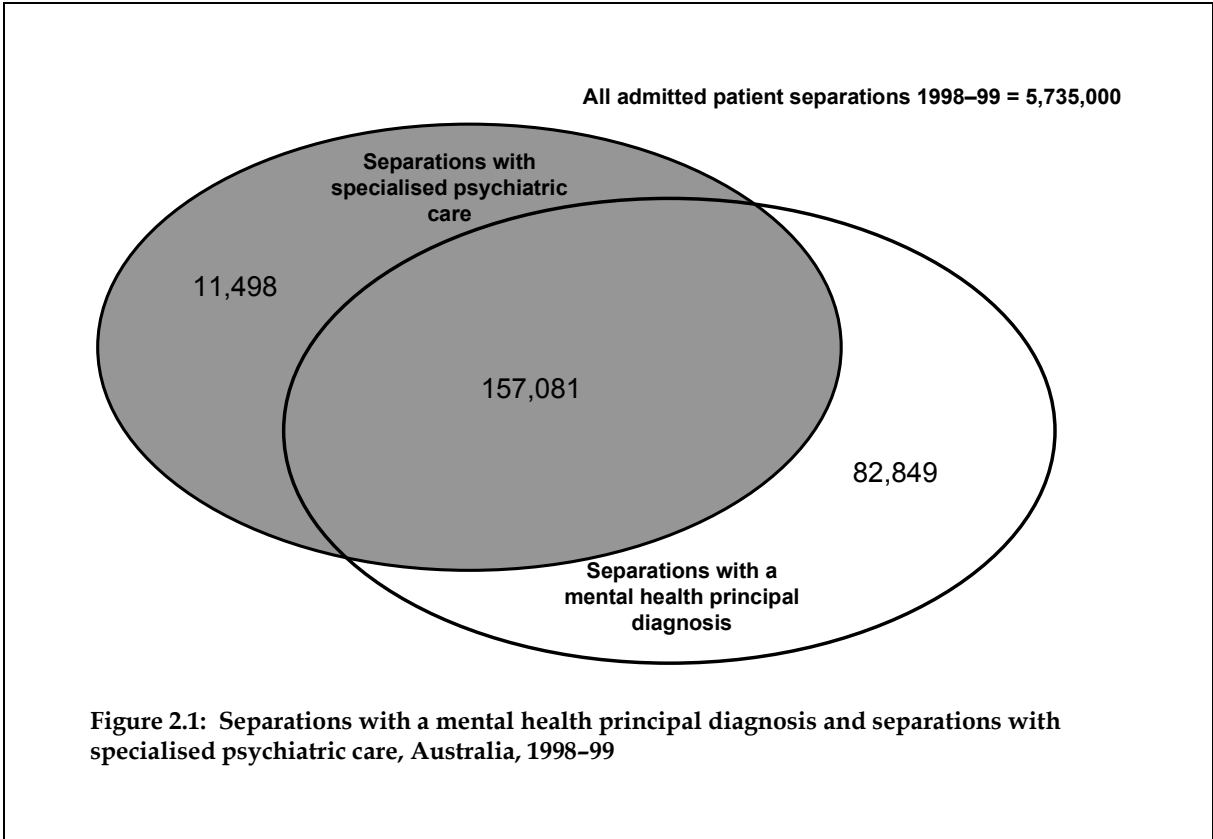 All admitted patient separations 1998–99 = 5,735,000
Separations with
specialised psychiatric
care
11,498
157,081
82,849
Separations with a
mental health principal
diagnosis
Figure 2.1: Separations with a mental health principal diagnosis and separations with
specialised psychiatric care, Australia, 1998–99